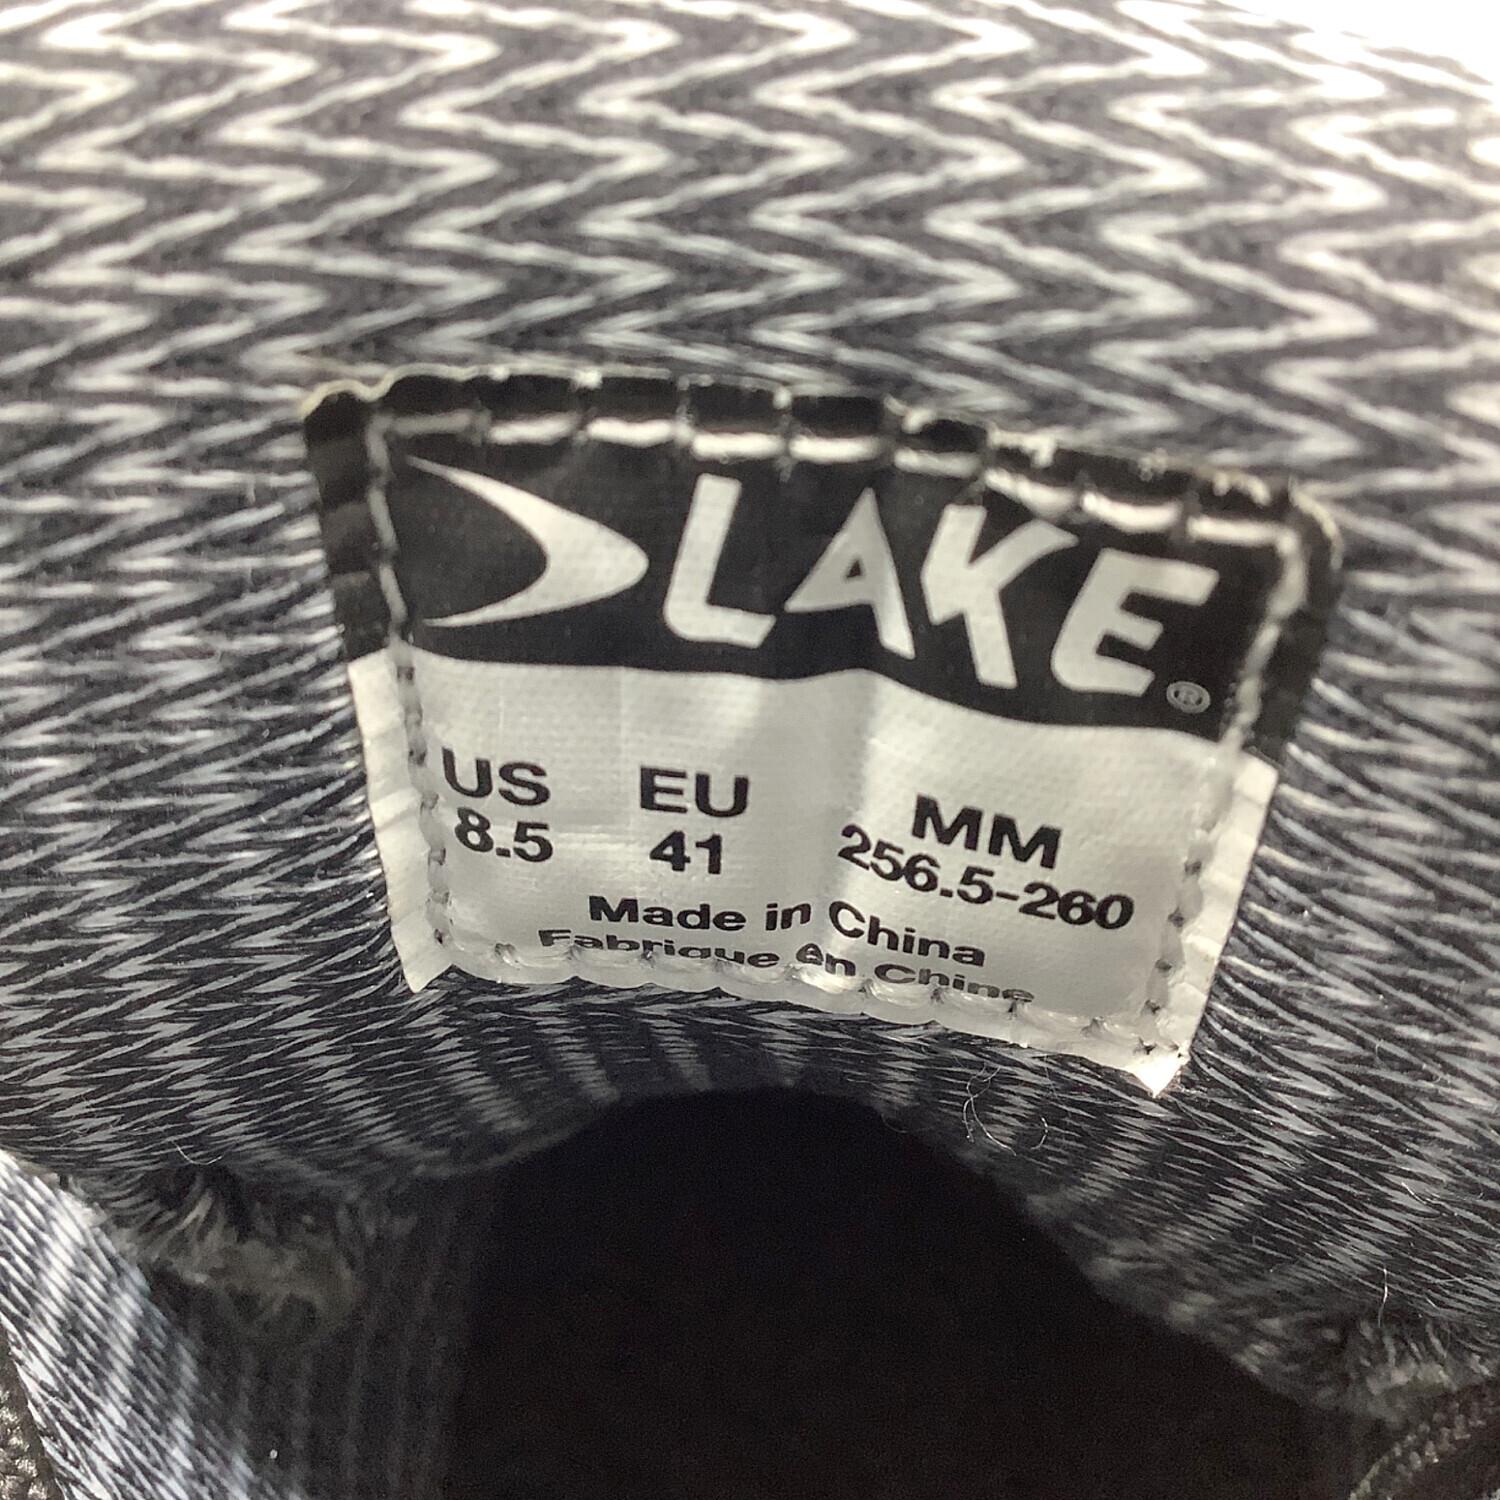 LAKE®
US EU MM
8.5 41 256.5-260
Made in China
Fabrique en Chine